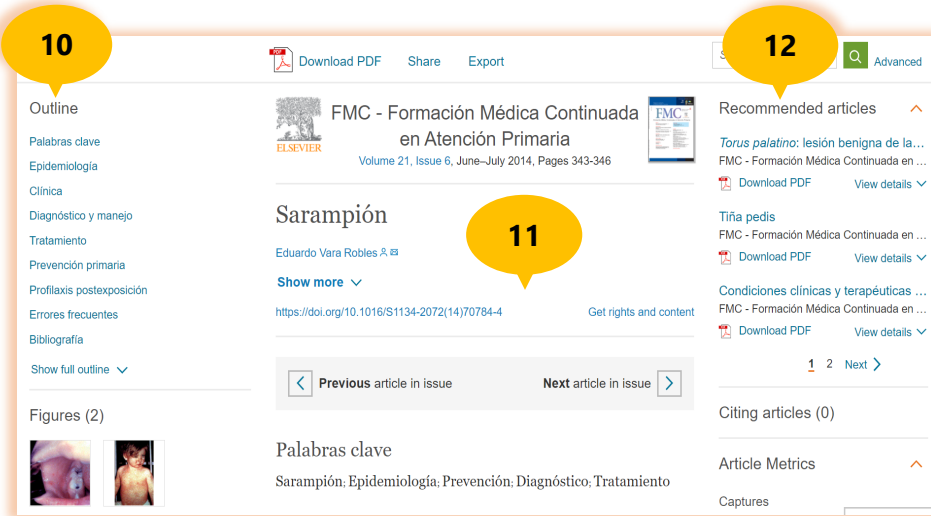 10
12
PDF
Download PDF
Share
Export
S
Advanced
Outline
Palabras clave
Epidemiología
Clínica
Diagnóstico y manejo
Tratamiento
Prevención primaria
Profilaxis postexposición
Errores frecuentes
Bibliografía
Show full outline
Figures (2)
ELSEVIER
FMC - Formación Médica Continuada
en Atención Primaria
Volume 21, Issue 6, June–July 2014, Pages 343-346
FMC
Sarampión
11
Eduardo Vara Robles
Show more
https://doi.org/10.1016/S1134-2072(14)70784-4
Get rights and content
Previous article in issue
Next article in issue
Palabras clave
Sarampión; Epidemiología; Prevención; Diagnóstico; Tratamiento
Recommended articles
Torus palatino: lesión benigna de la…
FMC - Formación Médica Continuada en …
Download PDF
View details
Tiña pedis
FMC - Formación Médica Continuada en …
Download PDF
View details
Condiciones clínicas y terapéuticas …
FMC - Formación Médica Continuada en …
Download PDF
View details
1 2 Next
Citing articles (0)
Article Metrics
Captures